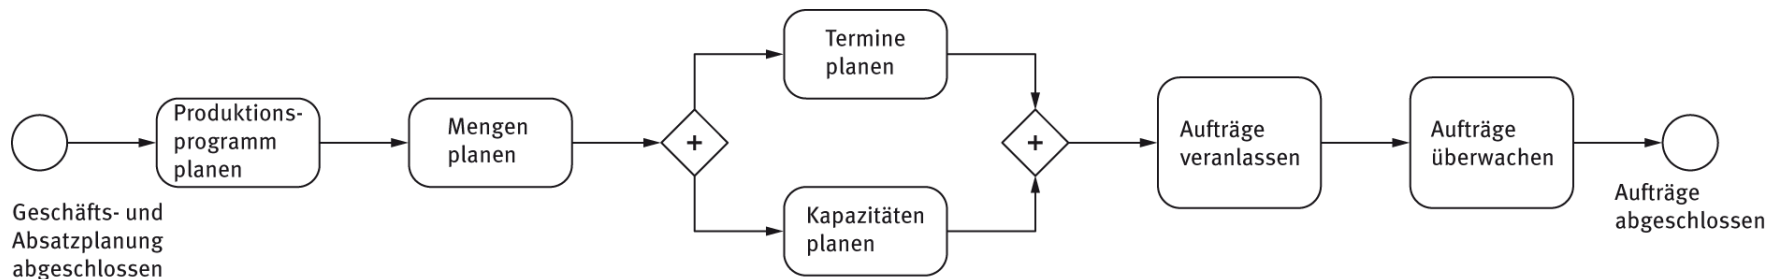 Geschäfts- und
Absatzplanung
abgeschlossen
Produktions-
programm
planen
Mengen
planen
+
Termine
planen
Kapazitäten
planen
+
Aufträge
veranlassen
Aufträge
überwachen
Aufträge
abgeschlossen